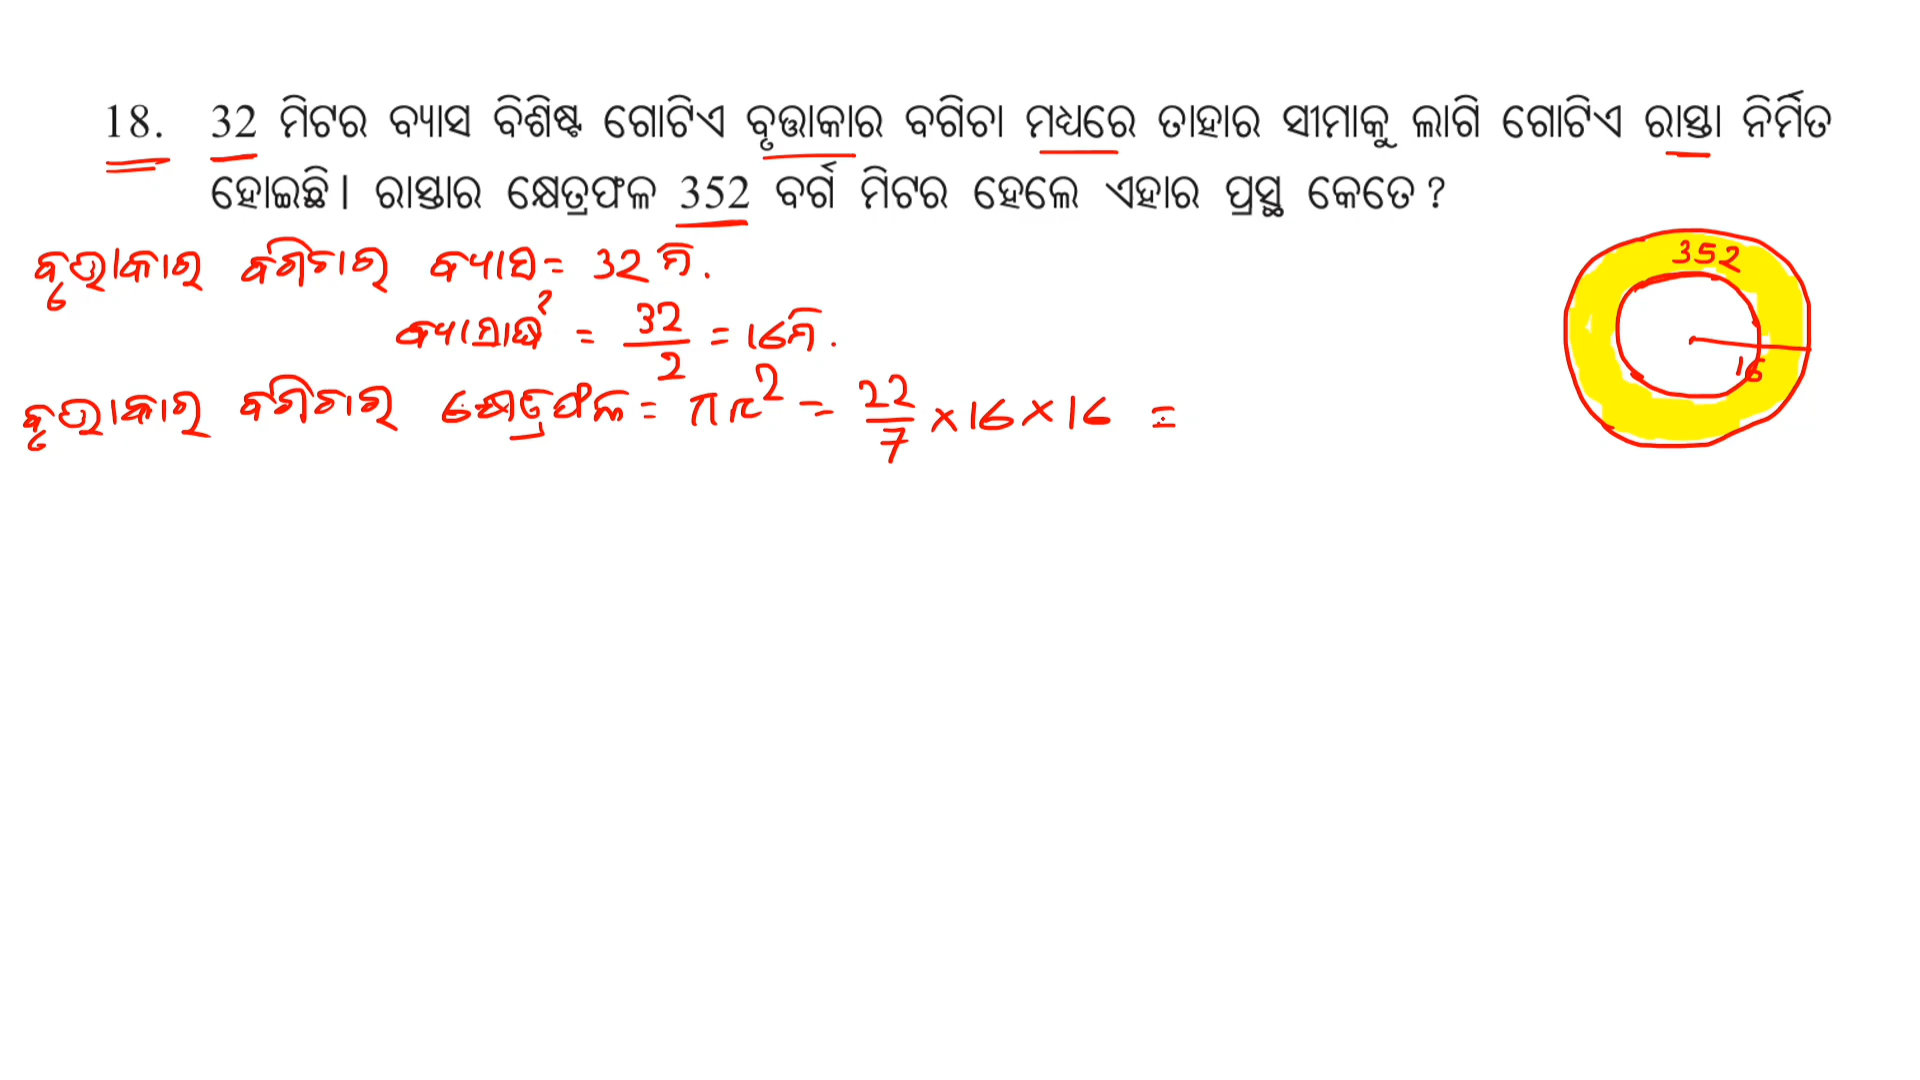 18. 32 ମିଟର ବ୍ୟାସ ବିଶିଷ୍ଟ ଗୋଟିଏ ବୃତ୍ତାକାର ବଗିଚା ମଧ୍ୟରେ ତାହାର ସୀମାକୁ ଲାଗି ଗୋଟିଏ ରାସ୍ତା ନିର୍ମିତ
ହୋଇଛି। ରାସ୍ତାର କ୍ଷେତ୍ରଫଳ 352 ବର୍ଗ ମିଟର ହେଲେ ଏହାର ପ୍ରସ୍ଥ କେତେ ?
ବୃତ୍ତାକାର ବଗିଚାର ବ୍ୟାସ = 32 ମି.
ବ୍ୟାସାର୍ଦ୍ଧ = 32/2 = 16 ମି.
ବୃତ୍ତାକାର ବଗିଚାର କ୍ଷେତ୍ରଫଳ = πr² = 22/7 × 16 × 16 =
352
16